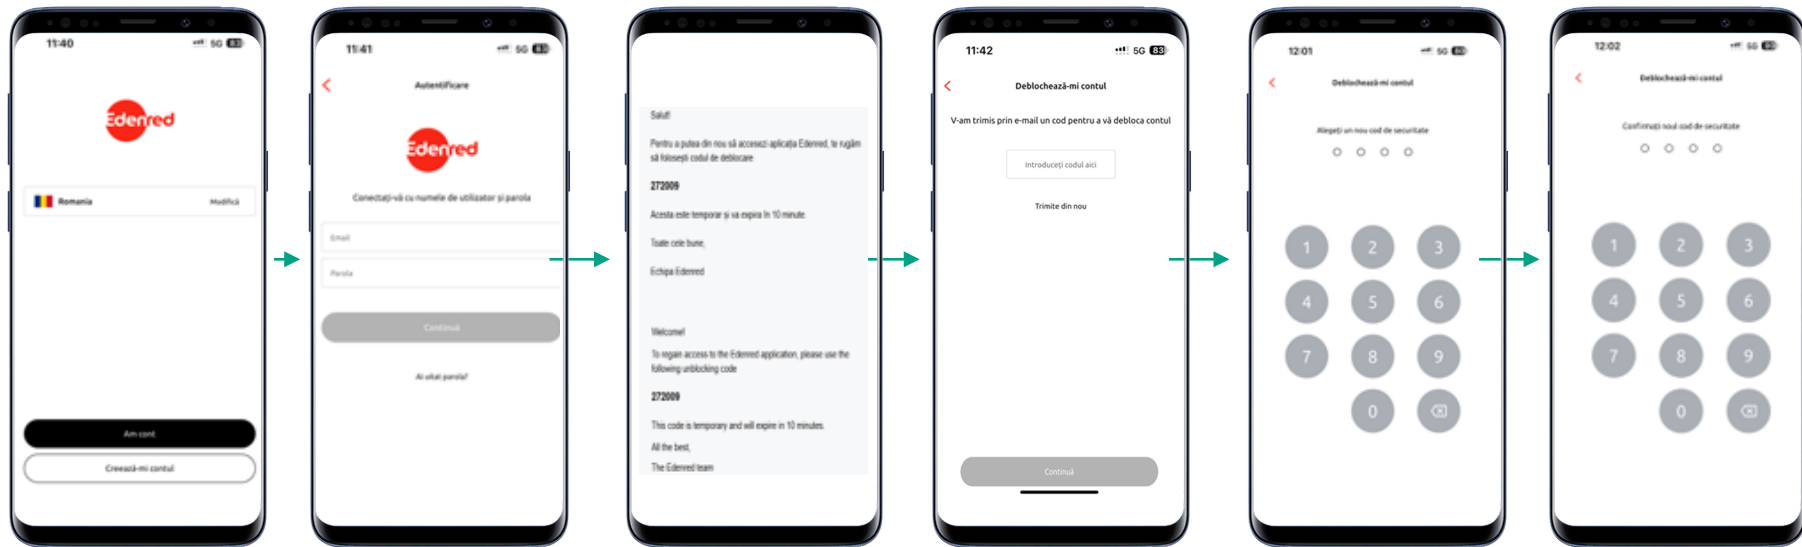 11:40
5G 83
Edenred
Romania
Modifică
Am cont
Creează-mi contul
11:41
5G 83
Autentificare
Edenred
Conectați-vă cu numele de utilizator și parola
Email
Parola
Continuă
Ai uitat parola?
Salut!
Pentru a putea din nou să accesezi aplicația Edenred, te rugăm
să folosești codul de deblocare
272009
Acesta este temporar și va expira în 10 minute.
Toate cele bune,
Echipa Edenred
Welcome!
To regain access to the Edenred application, please use the
following unblocking code
272009
This code is temporary and will expire in 10 minutes.
All the best,
The Edenred team
11:42
5G 83
Deblochează-mi contul
V-am trimis prin e-mail un cod pentru a vă debloca contul
Introduceți codul aici
Trimite din nou
Continuă
12:01
5G
Deblochează-mi contul
Alegeți un nou cod de securitate
1 2 3
4 5 6
7 8 9
0
12:02
5G
Deblochează-mi contul
Confirmați noul cod de securitate
1 2 3
4 5 6
7 8 9
0